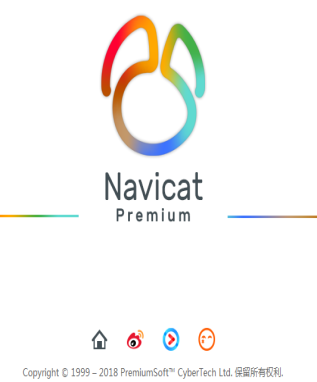 Navicat
Premium
Copyright © 1999 – 2018 PremiumSoft™ CyberTech Ltd. 保留所有权利.